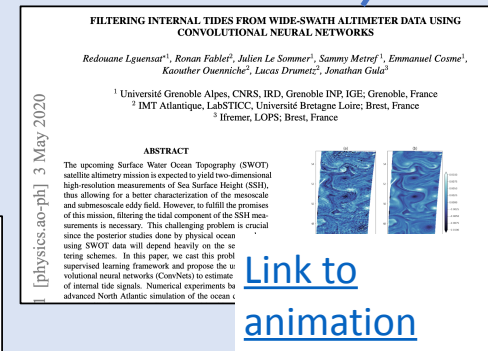 FILTERING INTERNAL TIDES FROM WIDE-SWATH ALTIMETER DATA USING
CONVOLUTIONAL NEURAL NETWORKS
Redouane Lguensat*1, Ronan Fablet2, Julien Le Sommer1, Sammy Metref1, Emmanuel Cosme1,
Kaouther Ouenniche2, Lucas Drumetz2, Jonathan Gula3
1 Université Grenoble Alpes, CNRS, IRD, Grenoble INP, IGE; Grenoble, France
2 IMT Atlantique, LabSTICC, Université Bretagne Loire; Brest, France
3 Ifremer, LOPS; Brest, France
[physics.ao-ph] 3 May 2020
ABSTRACT
The upcoming Surface Water Ocean Topography (SWOT)
satellite altimetry mission is expected to yield two-dimensional
high-resolution measurements of Sea Surface Height (SSH),
thus allowing for a better characterization of the mesoscale
and submesoscale eddy field. However, to fulfill the promises
of this mission, filtering the tidal component of the SSH mea-
surements is necessary. This challenging problem is crucial
since the posterior studies done by physical ocean
using SWOT data will depend heavily on the se
tering schemes. In this paper, we cast this probl
supervised learning framework and propose the u
volutional neural networks (ConvNets) to estimate
of internal tide signals. Numerical experiments ba
advanced North Atlantic simulation of the ocean c
Link to
animation